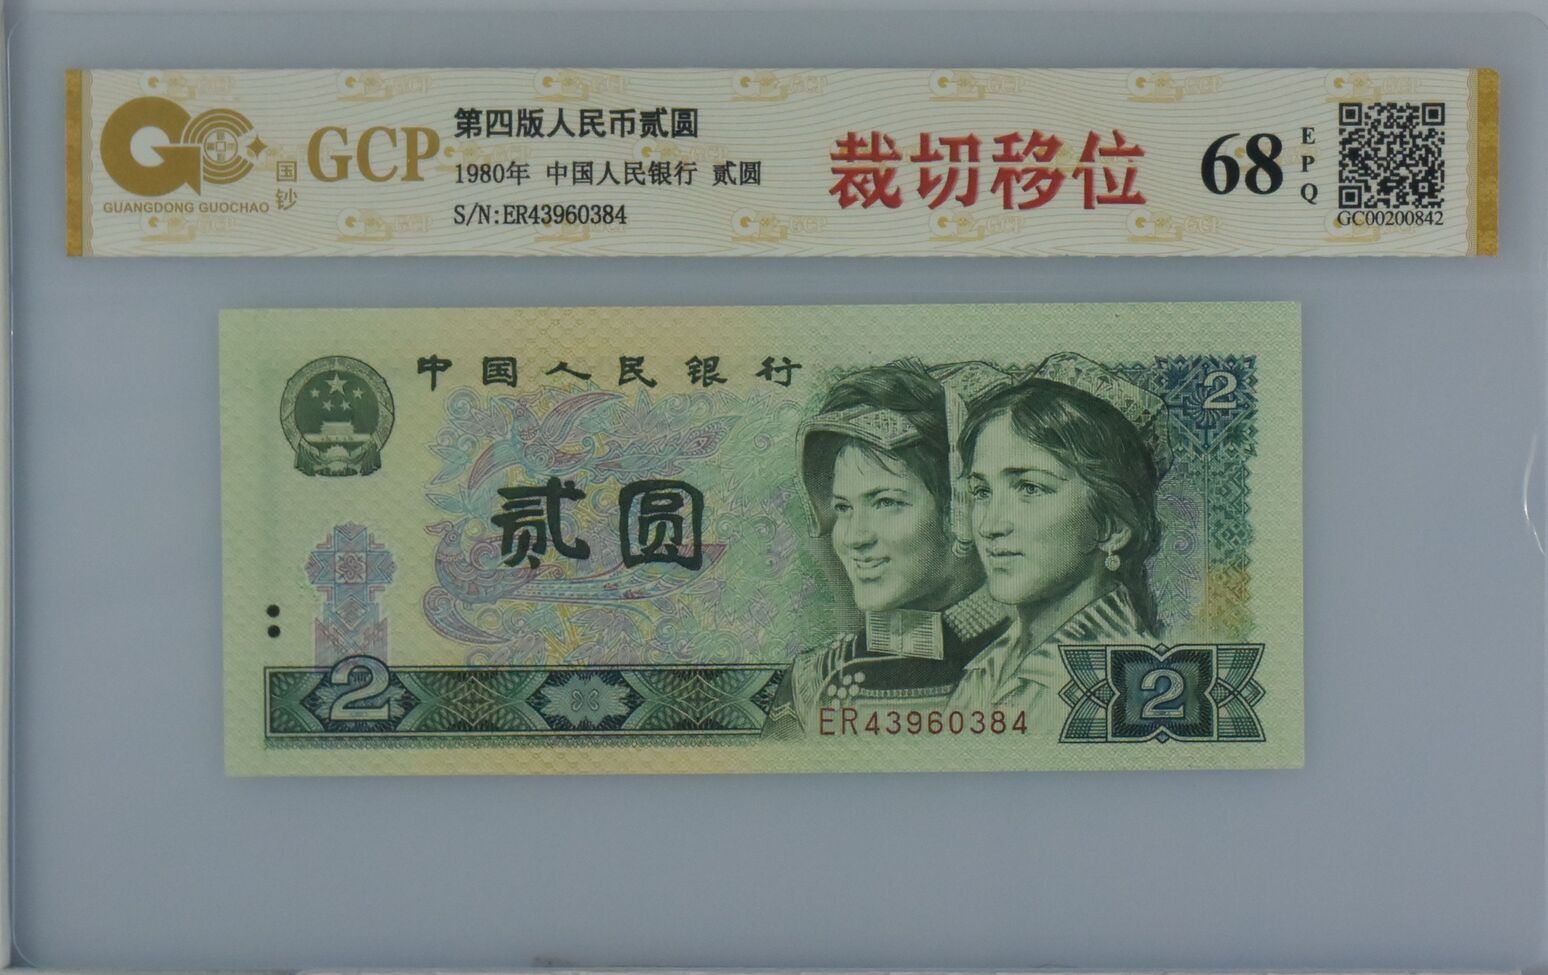 GUANGDONG GUOCHAO
国钞
GCP
第四版人民币贰圆
1980年 中国人民银行 贰圆
S/N:ER43960384
裁切移位
68
EPQ
GC00200842
中国人民银行
贰圆
2
2
2
ER43960384